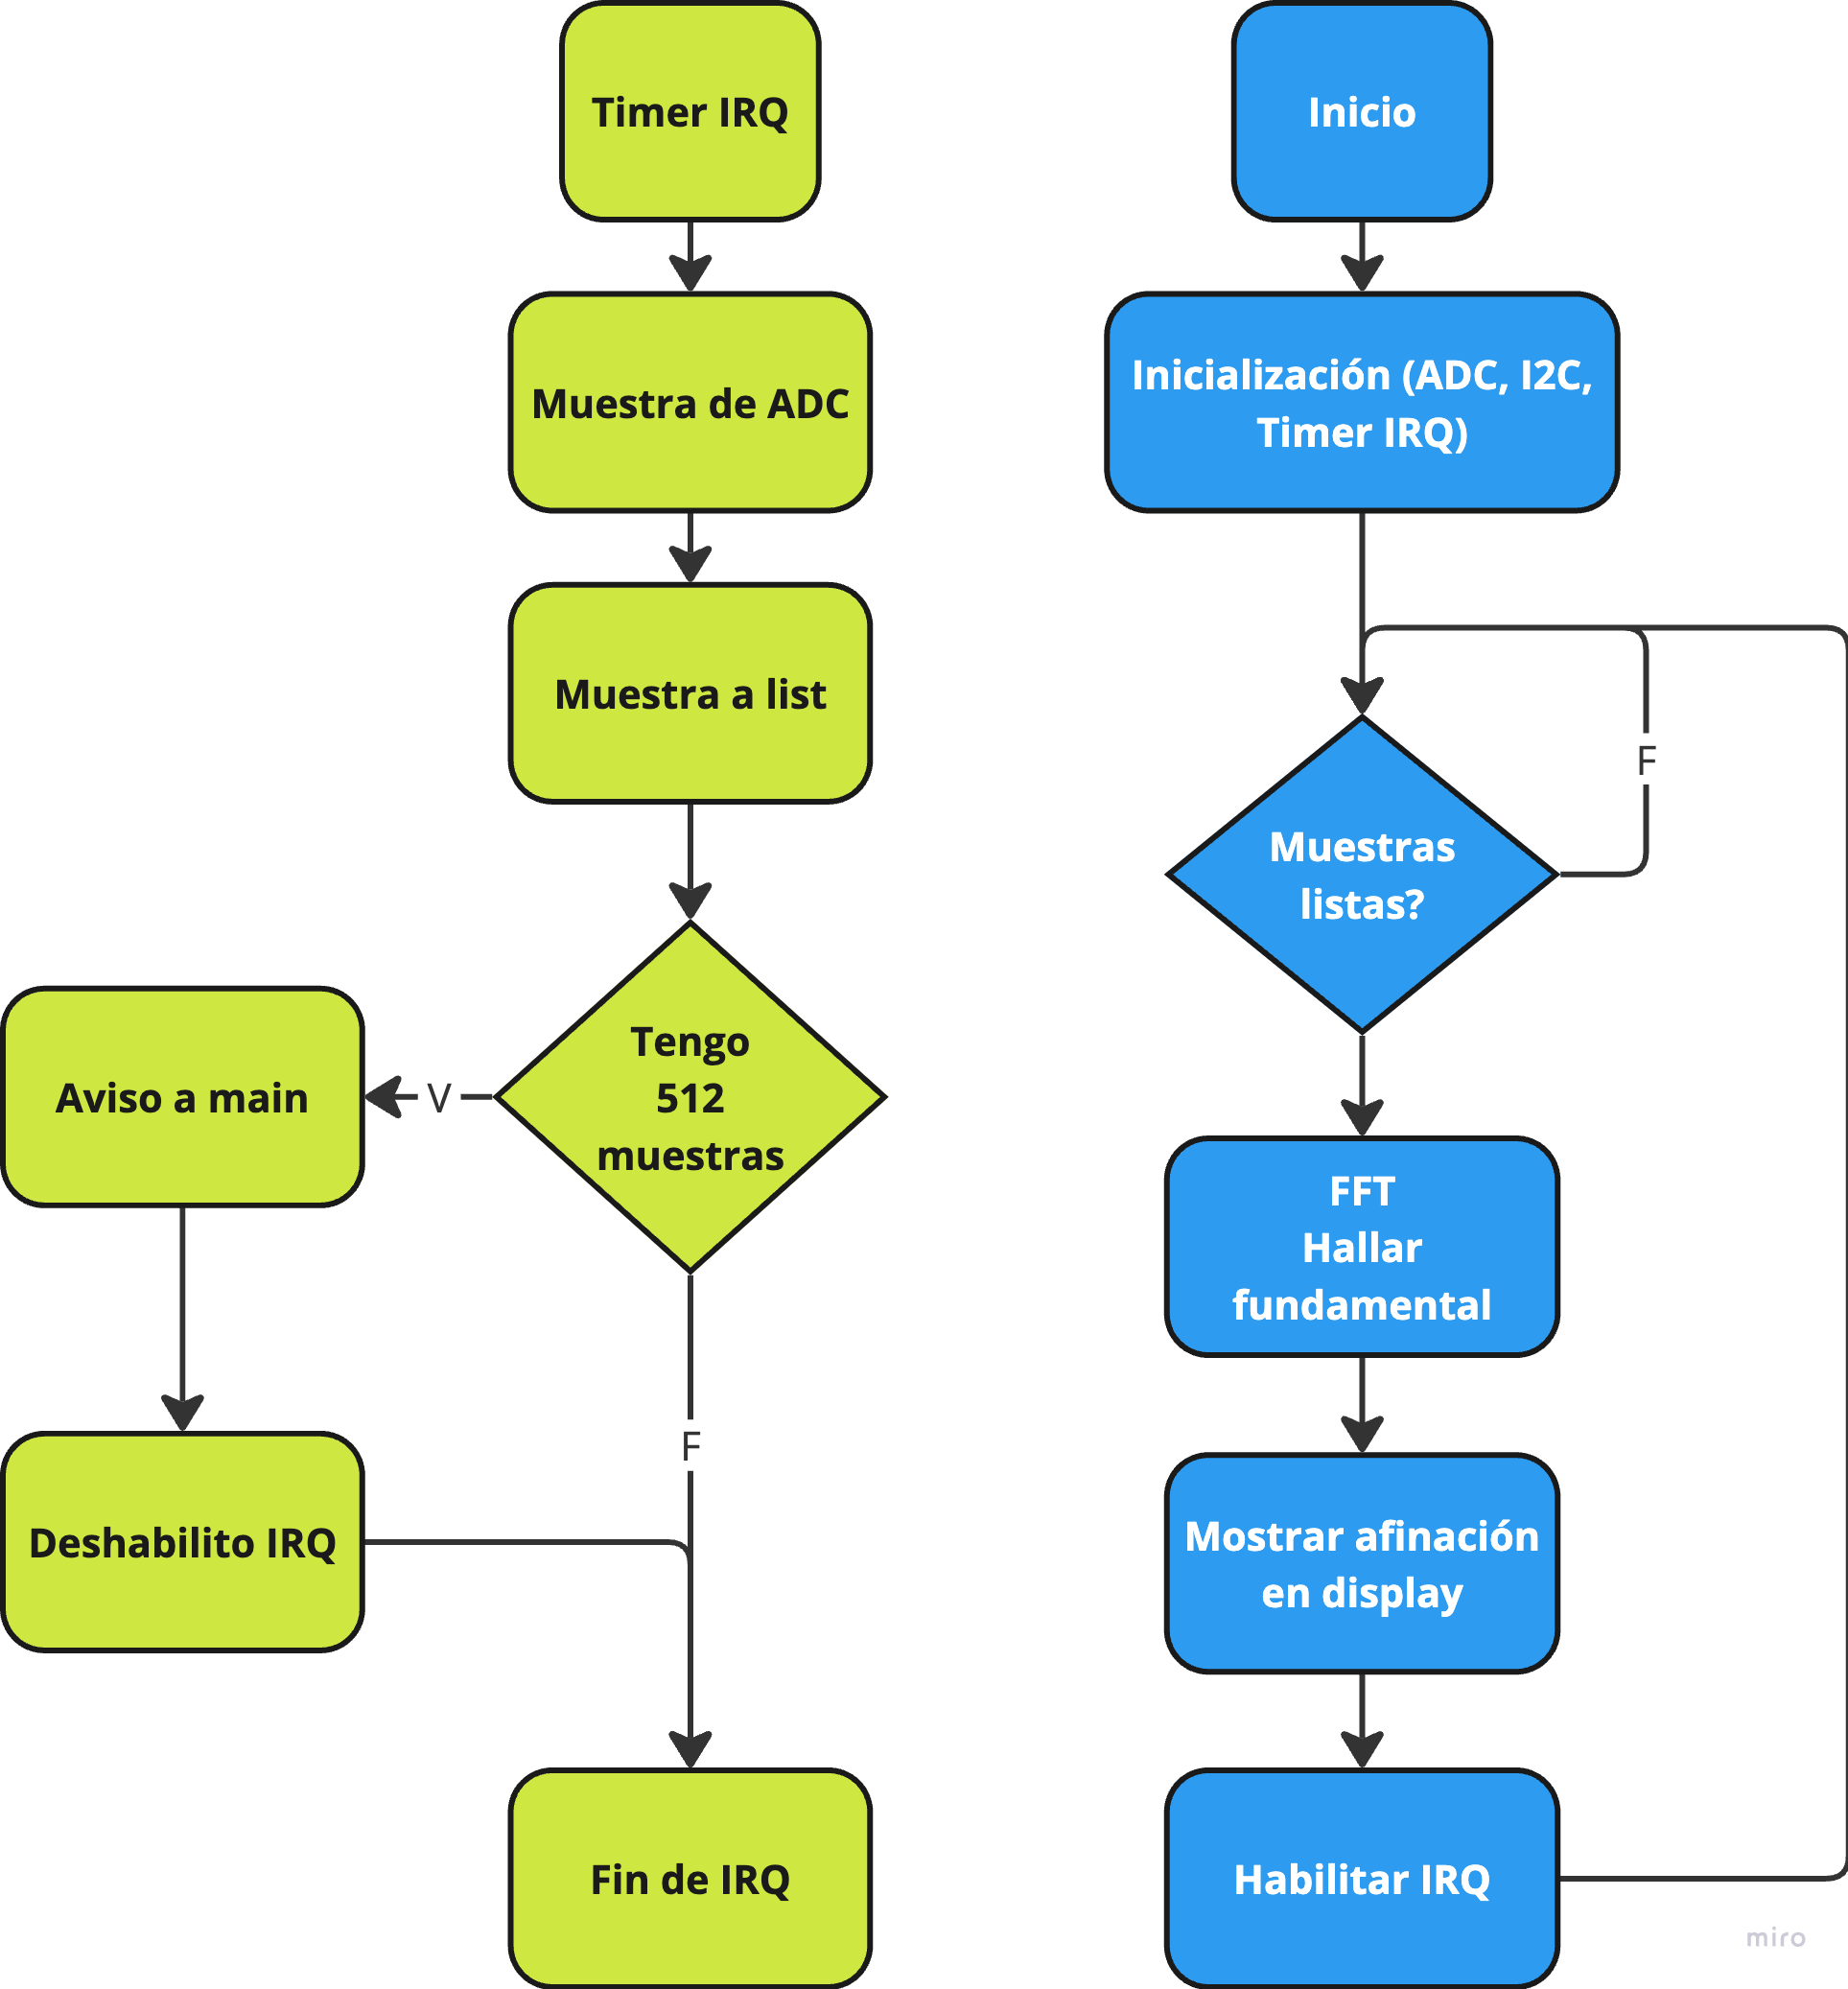 Timer IRQ
Muestra de ADC
Muestra a list
Tengo
512
muestras
V
Aviso a main
Deshabilito IRQ
F
Fin de IRQ
Inicio
Inicialización (ADC, I2C,
Timer IRQ)
Muestras
listas?
F
FFT
Hallar
fundamental
Mostrar afinación
en display
Habilitar IRQ
miro